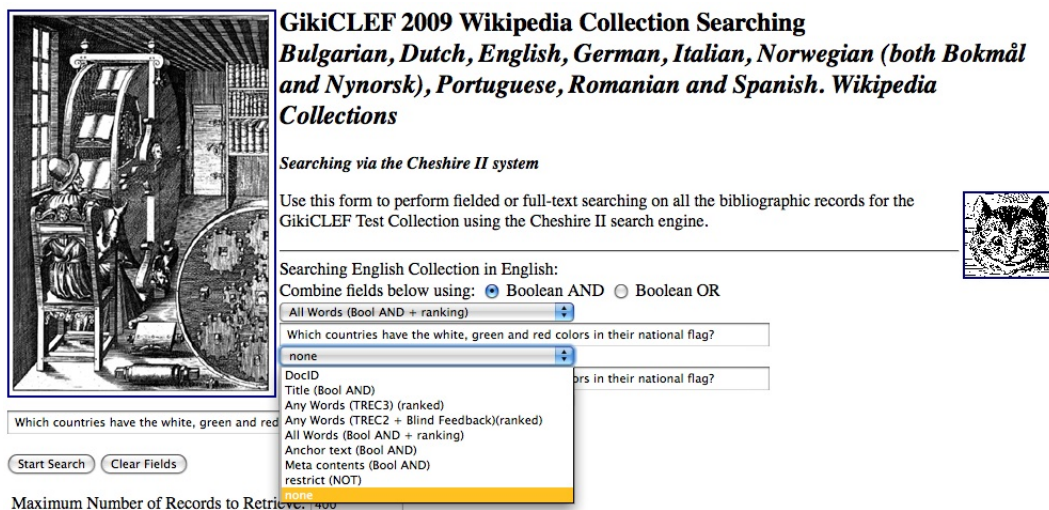 GikiCLEF 2009 Wikipedia Collection Searching
Bulgarian, Dutch, English, German, Italian, Norwegian (both Bokmål
and Nynorsk), Portuguese, Romanian and Spanish. Wikipedia
Collections
Searching via the Cheshire II system
Use this form to perform fielded or full-text searching on all the bibliographic records for the
GikiCLEF Test Collection using the Cheshire II search engine.
Searching English Collection in English:
Combine fields below using: Boolean AND Boolean OR
All Words (Bool AND + ranking)
Which countries have the white, green and red colors in their national flag?
none
DocID
Title (Bool AND)
Any Words (TREC3) (ranked)
Any Words (TREC2 + Blind Feedback)(ranked)
All Words (Bool AND + ranking)
Anchor text (Bool AND)
Meta contents (Bool AND)
restrict (NOT)
none
ors in their national flag?
Which countries have the white, green and red
Start Search Clear Fields
Maximum Number of Records to Retrieve: 400